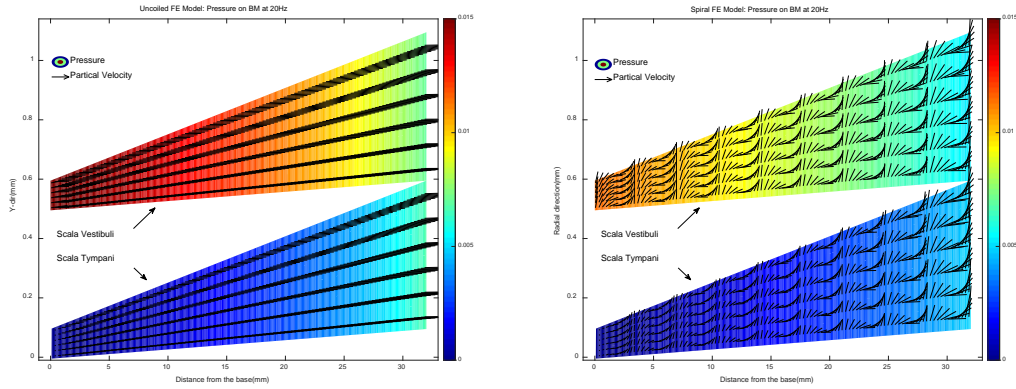 Uncoiled FE Model: Pressure on BM at 20Hz
Y-dir(mm)
1
0.8
0.6
0.4
0.2
0
Pressure
Partical Velocity
Scala Vestibuli
Scala Tympani
0 5 10 15 20 25 30
Distance from the base(mm)
0.015
0.01
0.005
0
Spiral FE Model: Pressure on BM at 20Hz
Radial direction(mm)
1
0.8
0.6
0.4
0.2
0
Pressure
Partical Velocity
Scala Vestibuli
Scala Tympani
0 5 10 15 20 25 30
Distance from the base(mm)
0.015
0.01
0.005
0